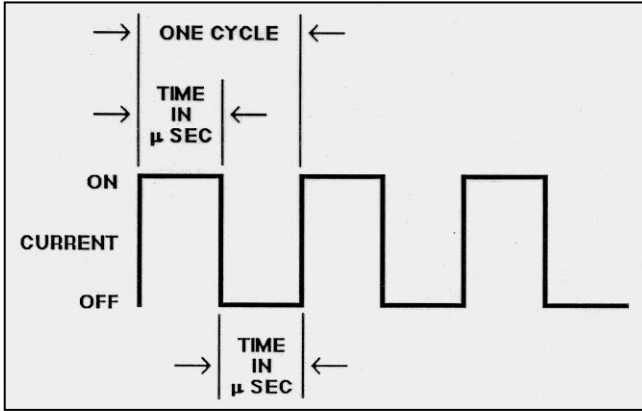 ONE CYCLE
TIME
IN
μ SEC
ON
CURRENT
OFF
TIME
IN
μ SEC